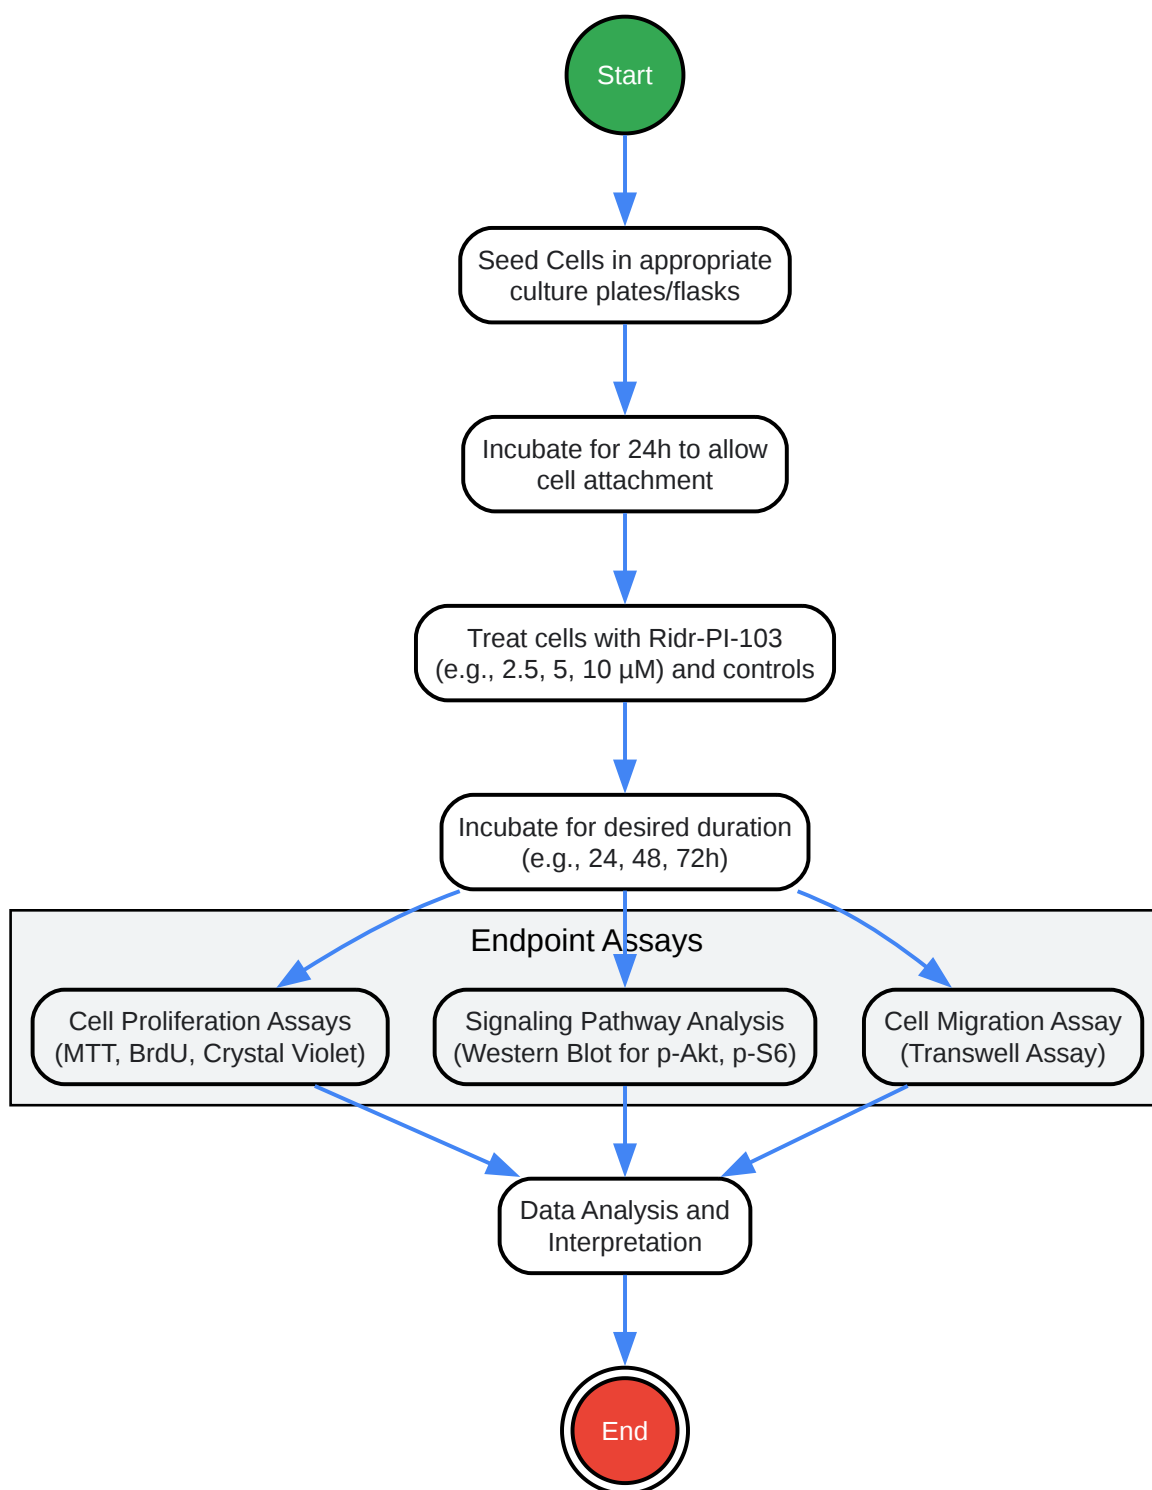 Start
Seed Cells in appropriate
culture plates/flasks
Incubate for 24h to allow
cell attachment
Treat cells with Ridr-PI-103
(e.g., 2.5, 5, 10 µM) and controls
Incubate for desired duration
(e.g., 24, 48, 72h)
Endpoint Assays
Cell Proliferation Assays
(MTT, BrdU, Crystal Violet)
Signaling Pathway Analysis
(Western Blot for p-Akt, p-S6)
Cell Migration Assay
(Transwell Assay)
Data Analysis and
Interpretation
End